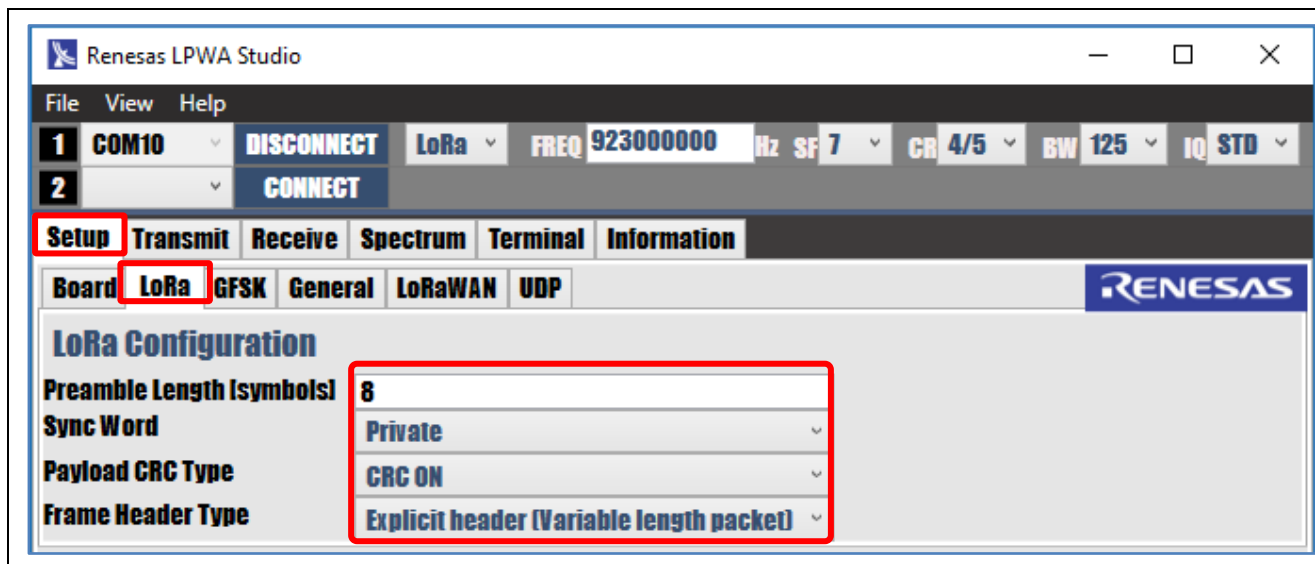 Renesas LPWA Studio
File View Help
1 COM10 DISCONNECT LoRa FREQ 923000000 Hz SF 7 CR 4/5 BW 125 IQ STD
2 CONNECT
Setup Transmit Receive Spectrum Terminal Information
Board LoRa GFSK General LoRaWAN UDP RENESAS
LoRa Configuration
Preamble Length [symbols] 8
Sync Word Private
Payload CRC Type CRC ON
Frame Header Type Explicit header (Variable length packet)